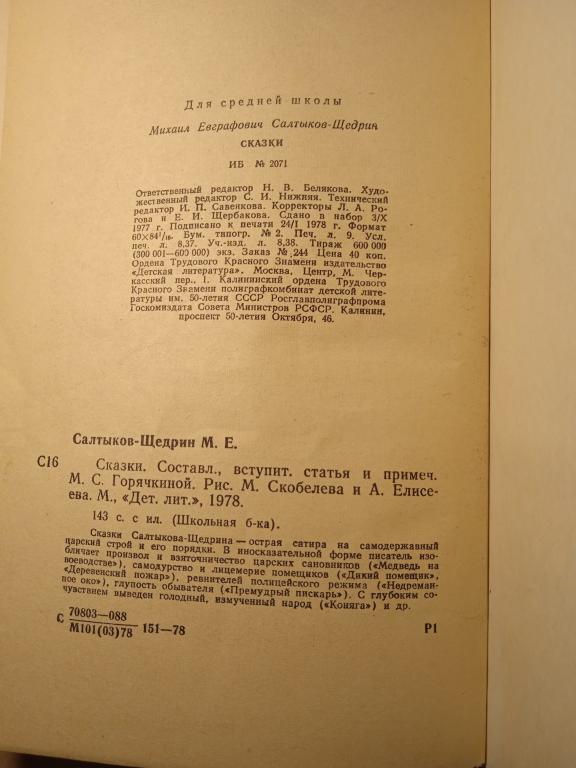 Для средней школы
Михаил Евграфович Салтыков-Щедрин
СКАЗКИ
ИБ № 2071
Ответственный редактор Н. В. Белякова. Худо-
жественный редактор С. И. Нижняя. Технический
редактор И. П. Савенкова. Корректоры Л. А. Ро-
гова и Е. И. Щербакова. Сдано в набор 3/X
1977 г. Подписано к печати 24/I 1978 г. Формат
60×84¹/₁₆. Бум. типогр. № 2. Печ. л. 9. Усл.
печ. л. 8,37. Уч.-изд. л. 8,38. Тираж 600 000
(300 001—600 000) экз. Заказ № 244 Цена 40 коп.
Ордена Трудового Красного Знамени издательство
«Детская литература». Москва, Центр, М. Чер-
касский пер., 1. Калининский ордена Трудового
Красного Знамени полиграфкомбинат детской лите-
ратуры им. 50-летия СССР Росглавполиграфпрома
Госкомиздата Совета Министров РСФСР. Калинин,
проспект 50-летия Октября, 46.
Салтыков-Щедрин М. Е.
С16 Сказки. Составл., вступит. статья и примеч.
М. С. Горячкиной. Рис. М. Скобелева и А. Елисе-
ева. М., «Дет. лит.», 1978.
143 с. с ил. (Школьная б-ка).
Сказки Салтыкова-Щедрина — острая сатира на самодержавный
царский строй и его порядки. В иносказательной форме писатель изо-
бличает произвол и взяточничество царских сановников («Медведь на
воеводстве»), самодурство и лицемерие помещиков («Дикий помещик»,
«Деревенский пожар»), ревнителей полицейского режима («Недреман-
ное око»), глупость обывателя («Премудрый пискарь»). С глубоким со-
чувствием выведен голодный, измученный народ («Коняга») и др.
С 70803—088
М101(03)78 151—78 Р1